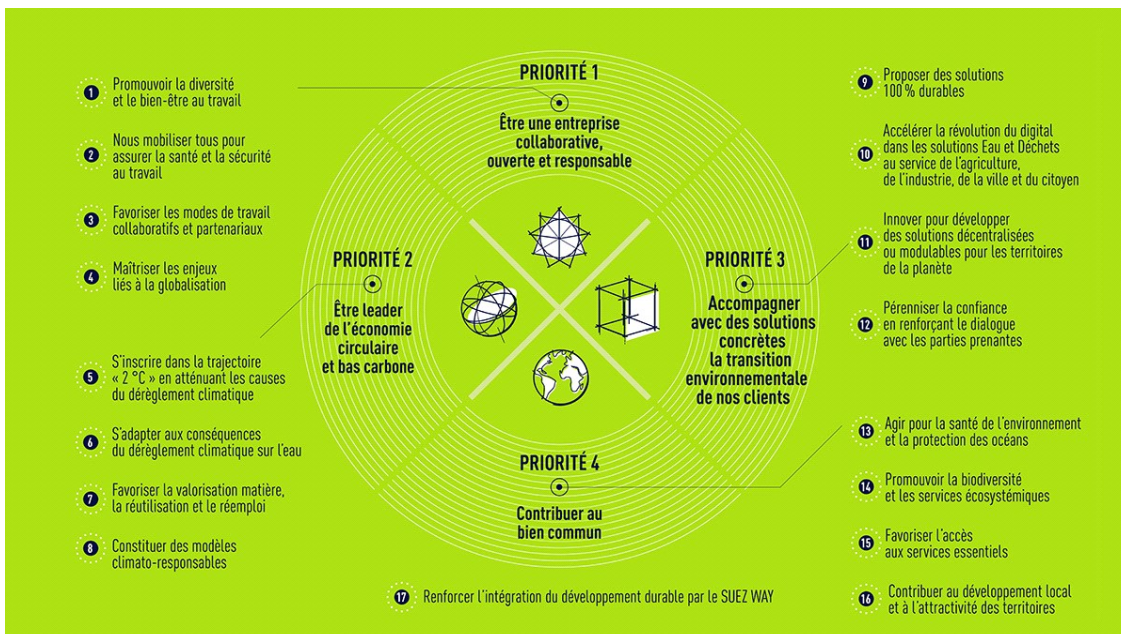 PRIORITÉ 1
Être une entreprise
collaborative,
ouverte et responsable
1
Promouvoir la diversité
et le bien-être au travail
2
Nous mobiliser tous pour
assurer la santé et la sécurité
au travail
3
Favoriser les modes de travail
collaboratifs et partenariaux
4
Maîtriser les enjeux
liés à la globalisation
PRIORITÉ 2
Être leader
de l'économie
circulaire
et bas carbone
5
S'inscrire dans la trajectoire
« 2 °C » en atténuant les causes
du dérèglement climatique
6
S'adapter aux conséquences
du dérèglement climatique sur l'eau
7
Favoriser la valorisation matière,
la réutilisation et le réemploi
8
Constituer des modèles
climato-responsables
PRIORITÉ 3
Accompagner
avec des solutions
concrètes
la transition
environnementale
de nos clients
9
Proposer des solutions
100 % durables
10
Accélérer la révolution du digital
dans les solutions Eau et Déchets
au service de l'agriculture,
de l'industrie, de la ville et du citoyen
11
Innover pour développer
des solutions décentralisées
ou modulables pour les territoires
de la planète
12
Pérenniser la confiance
en renforçant le dialogue
avec les parties prenantes
PRIORITÉ 4
Contribuer au
bien commun
13
Agir pour la santé de l'environnement
et la protection des océans
14
Promouvoir la biodiversité
et les services écosystémiques
15
Favoriser l'accès
aux services essentiels
16
Contribuer au développement local
et à l'attractivité des territoires
17
Renforcer l'intégration du développement durable par le SUEZ WAY